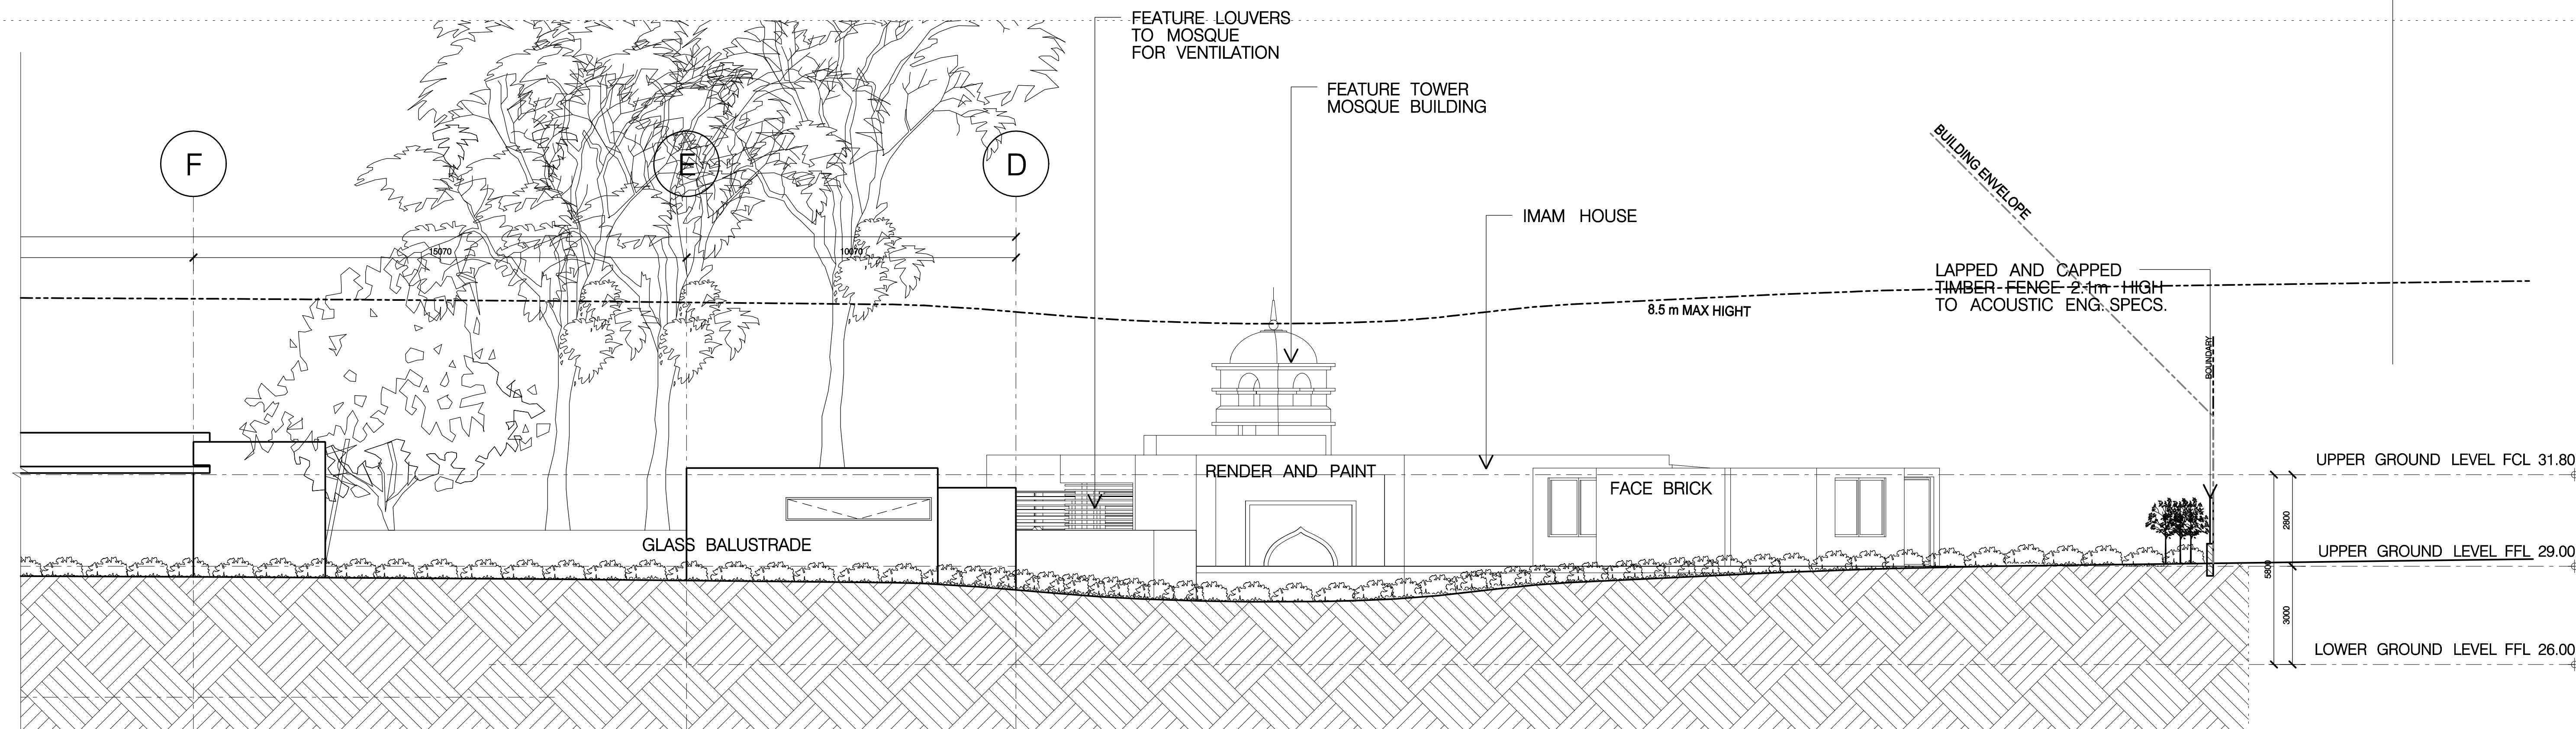 FEATURE LOUVERS
TO MOSQUE
FOR VENTILATION
FEATURE TOWER
MOSQUE BUILDING
F
E
D
BUILDING ENVELOPE
IMAM HOUSE
15070
10070
LAPPED AND CAPPED
TIMBER FENCE 2.1m HIGH
TO ACOUSTIC ENG. SPECS.
8.5 m MAX HIGHT
BOUNDARY
UPPER GROUND LEVEL FCL 31.80
RENDER AND PAINT
FACE BRICK
2800
GLASS BALUSTRADE
UPPER GROUND LEVEL FFL 29.00
5800
3000
LOWER GROUND LEVEL FFL 26.00